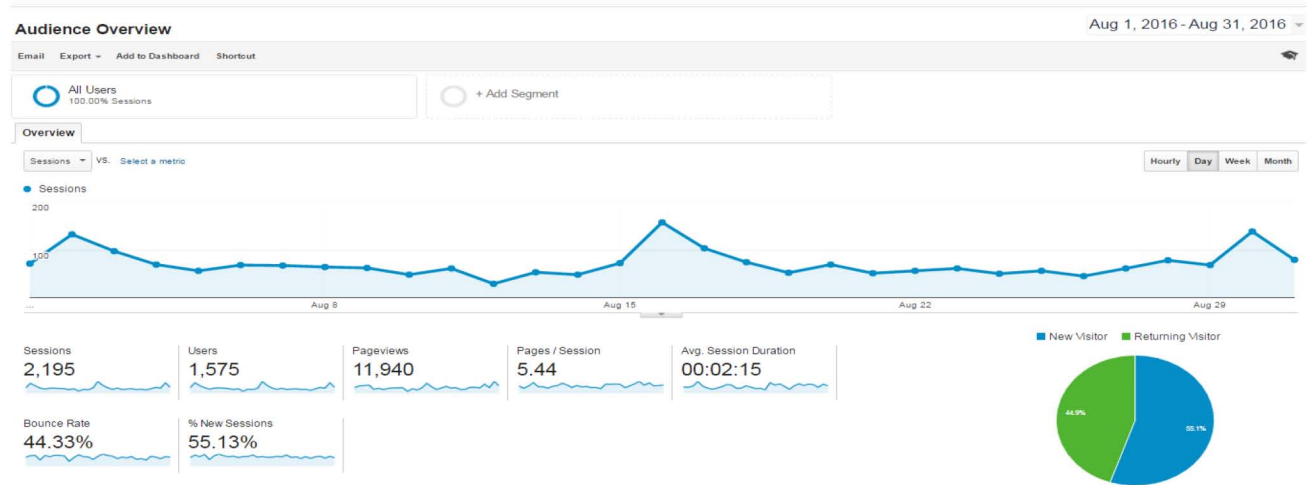 Audience Overview
Aug 1, 2016 - Aug 31, 2016
Email Export Add to Dashboard Shortcut
All Users
100.00% Sessions
+ Add Segment
Overview
Sessions VS. Select a metric
Hourly Day Week Month
Sessions
200
100
... Aug 8 Aug 15 Aug 22 Aug 29
New Visitor Returning Visitor
Sessions Users Pageviews Pages / Session Avg. Session Duration
2,195 1,575 11,940 5.44 00:02:15
44.9% 55.1%
Bounce Rate % New Sessions
44.33% 55.13%